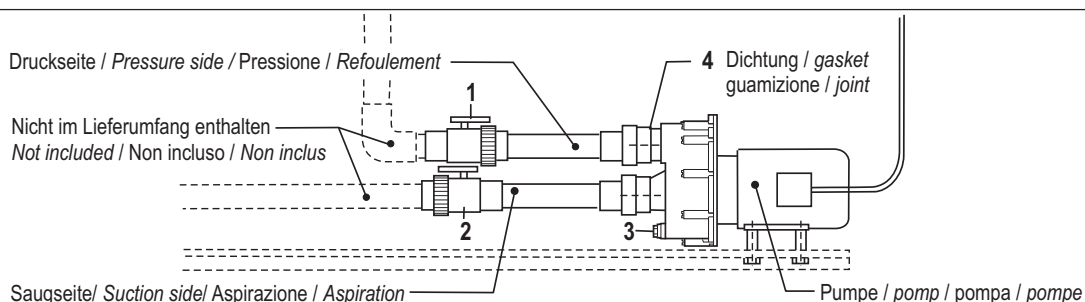 Druckseite / Pressure side / Pressione / Refoulement
1
4 Dichtung / gasket
guamizione / joint
Nicht im Lieferumfang enthalten
Not included / Non incluso / Non inclus
2
3
Saugseite/ Suction side/ Aspirazione / Aspiration
Pumpe / pomp / pompa / pompe